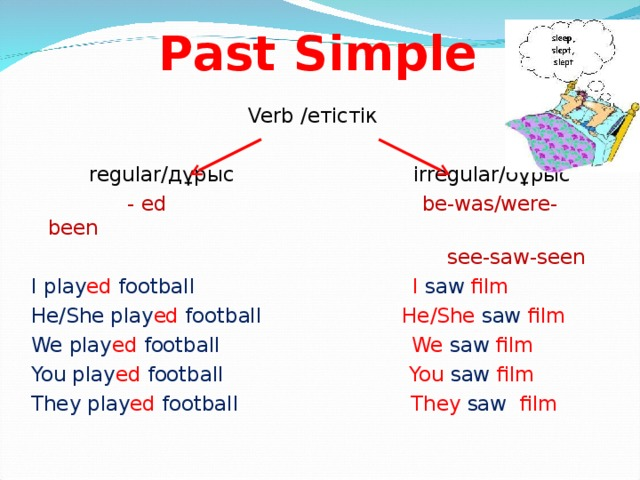 Past Simple
sleep,
slept,
slept
Verb /етістік
regular/дұрыс irregular/бұрыс
- ed be-was/were-
been
see-saw-seen
I played football I saw film
He/She played football He/She saw film
We played football We saw film
You played football You saw film
They played football They saw film